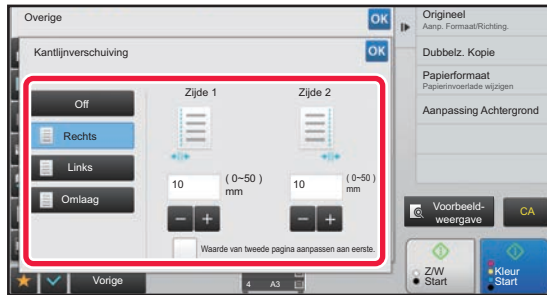 Overige
OK
Kantlijnverschuiving
OK
Off
Rechts
Links
Omlaag
Zijde 1
Zijde 2
10
( 0~50 )
mm
10
( 0~50 )
mm
− +
− +
Waarde van tweede pagina aanpassen aan eerste.
Vorige
4 A3
Origineel
Aanp. Formaat/Richting.
Dubbelz. Kopie
Papierformaat
Papierinvoerlade wijzigen
Aanpassing Achtergrond
Voorbeeld-
weergave
CA
Z/W
Start
Kleur
Start